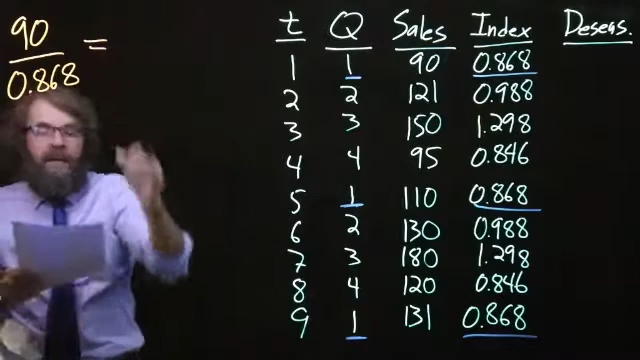 90
0.868 =
t Q Sales Index Deseas.
1 1 90 0.868
2 2 121 0.988
3 3 150 1.298
4 4 95 0.846
5 1 110 0.868
6 2 130 0.988
7 3 180 1.298
8 4 120 0.846
9 1 131 0.868